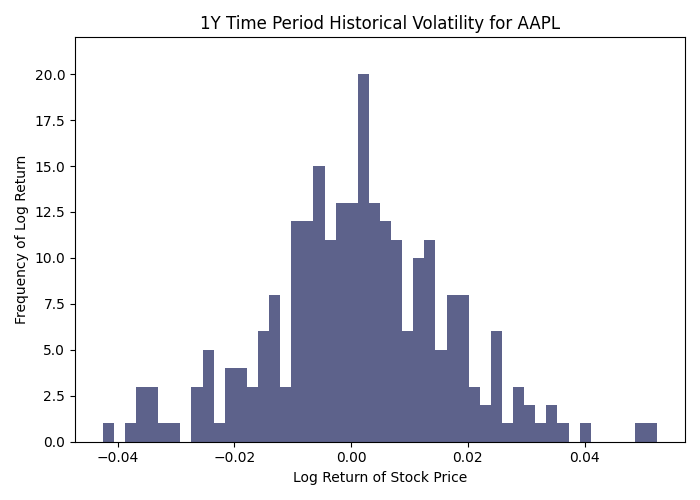 1Y Time Period Historical Volatility for AAPL
20.0
17.5
15.0
12.5
10.0
7.5
5.0
2.5
0.0
Frequency of Log Return
−0.04 −0.02 0.00 0.02 0.04
Log Return of Stock Price